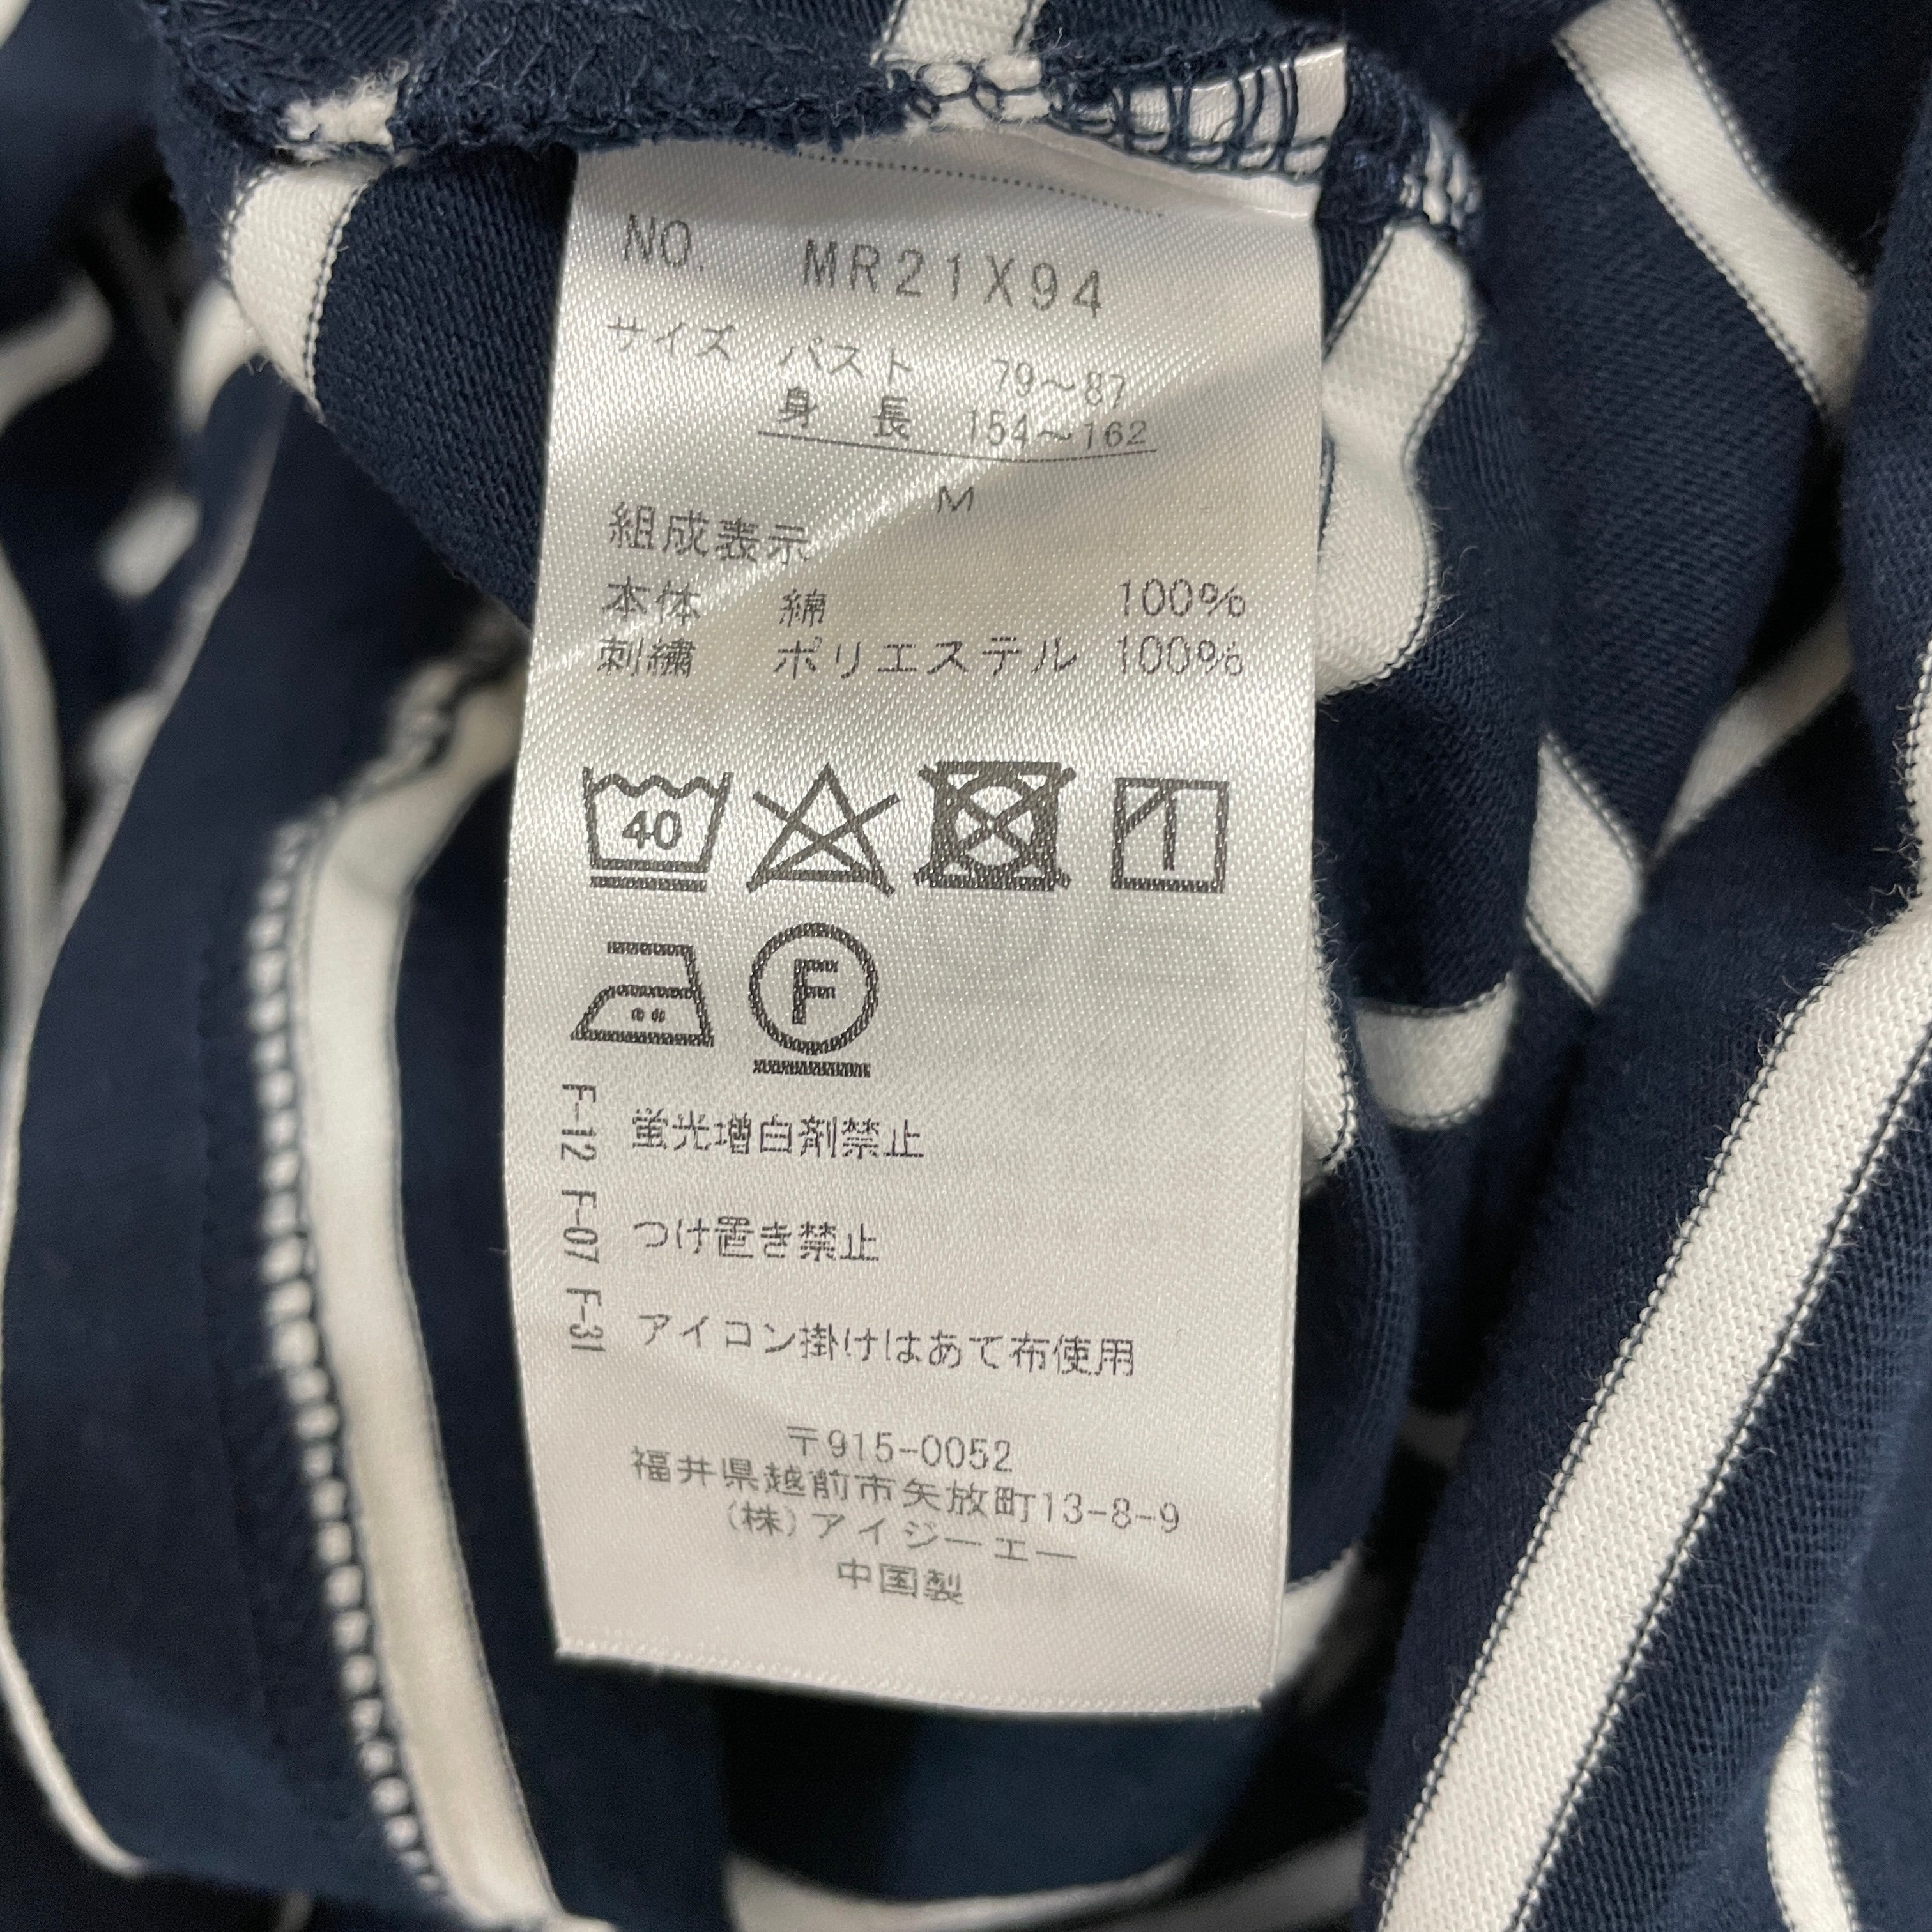 NO. MR21X94
サイズ バスト 79～87
身長 154～162
M
組成表示
本体 綿 100%
刺繍 ポリエステル 100%
40
F
F-12 F-07 F-31
蛍光増白剤禁止
つけ置き禁止
アイコン掛けはあて布使用
〒915-0052
福井県越前市矢放町13-8-9
(株)アイジーエー
中国製